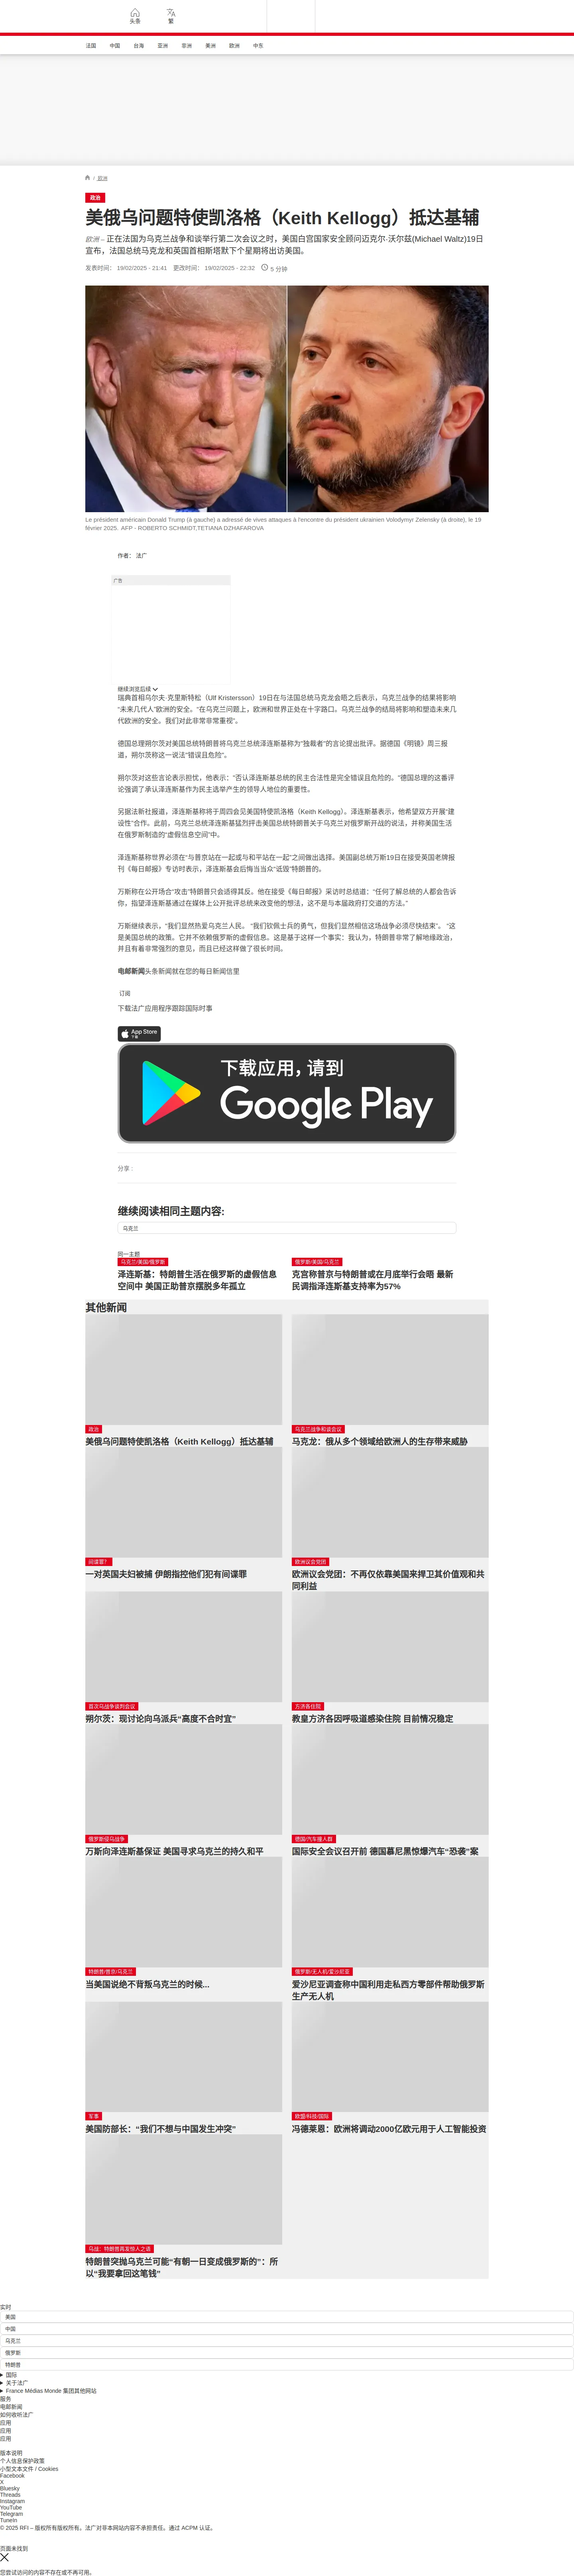 头条
繁
法国 中国 台海 亚洲 非洲 美洲 欧洲 中东
/ 欧洲
政治
美俄乌问题特使凯洛格（Keith Kellogg）抵达基辅
欧洲 – 正在法国为乌克兰战争和谈举行第二次会议之时，美国白宫国家安全顾问迈克尔·沃尔兹(Michael Waltz)19日
宣布，法国总统马克龙和英国首相斯塔默下个星期将出访美国。
发表时间： 19/02/2025 - 21:41 更改时间： 19/02/2025 - 22:32 5 分钟
Le président américain Donald Trump (à gauche) a adressé de vives attaques à l'encontre du président ukrainien Volodymyr Zelensky (à droite), le 19
février 2025. AFP - ROBERTO SCHMIDT,TETIANA DZHAFAROVA
作者： 法广
广告
继续浏览后续
瑞典首相乌尔夫·克里斯特松（Ulf Kristersson）19日在与法国总统马克龙会晤之后表示，乌克兰战争的结果将影响
“未来几代人”欧洲的安全。“在乌克兰问题上，欧洲和世界正处在十字路口。乌克兰战争的结局将影响和塑造未来几
代欧洲的安全。我们对此非常非常重视”。
德国总理朔尔茨对美国总统特朗普将乌克兰总统泽连斯基称为“独裁者”的言论提出批评。据德国《明镜》周三报
道，朔尔茨称这一说法“错误且危险”。
朔尔茨对这些言论表示担忧，他表示：“否认泽连斯基总统的民主合法性是完全错误且危险的。”德国总理的这番评
论强调了承认泽连斯基作为民主选举产生的领导人地位的重要性。
另据法新社报道，泽连斯基称将于周四会见美国特使凯洛格（Keith Kellogg）。泽连斯基表示，他希望双方开展“建
设性”合作。此前，乌克兰总统泽连斯基猛烈抨击美国总统特朗普关于乌克兰对俄罗斯开战的说法，并称美国生活
在俄罗斯制造的“虚假信息空间”中。
泽连斯基称世界必须在“与普京站在一起或与和平站在一起”之间做出选择。美国副总统万斯19日在接受英国老牌报
刊《每日邮报》专访时表示，泽连斯基会后悔当当众“诋毁”特朗普的。
万斯称在公开场合“攻击”特朗普只会适得其反。他在接受《每日邮报》采访时总结道：“任何了解总统的人都会告诉
你，指望泽连斯基通过在媒体上公开批评总统来改变他的想法，这不是与本届政府打交道的方法。”
万斯继续表示，“我们显然热爱乌克兰人民。 “我们钦佩士兵的勇气，但我们显然相信这场战争必须尽快结束”。 “这
是美国总统的政策。它并不依赖俄罗斯的虚假信息。这是基于这样一个事实：我认为，特朗普非常了解地缘政治，
并且有着非常强烈的意见，而且已经这样做了很长时间。
电邮新闻头条新闻就在您的每日新闻信里
订阅
下载法广应用程序跟踪国际时事
App Store
下载
下载应用，请到
Google Play
分享 :
继续阅读相同主题内容:
乌克兰
同一主题
乌克兰/美国/俄罗斯
泽连斯基：特朗普生活在俄罗斯的虚假信息
空间中 美国正助普京摆脱多年孤立
俄罗斯/美国/乌克兰
克宫称普京与特朗普或在月底举行会晤 最新
民调指泽连斯基支持率为57%
其他新闻
政治
美俄乌问题特使凯洛格（Keith Kellogg）抵达基辅
乌克兰战争和谈会议
马克龙：俄从多个领域给欧洲人的生存带来威胁
间谍罪？
一对英国夫妇被捕 伊朗指控他们犯有间谍罪
欧洲议会党团
欧洲议会党团：不再仅依靠美国来捍卫其价值观和共
同利益
首次乌战争谈判会议
朔尔茨：现讨论向乌派兵“高度不合时宜”
方济各住院
教皇方济各因呼吸道感染住院 目前情况稳定
俄罗斯侵乌战争
万斯向泽连斯基保证 美国寻求乌克兰的持久和平
德国/汽车撞人群
国际安全会议召开前 德国慕尼黑惊爆汽车“恐袭”案
特朗普/普京/乌克兰
当美国说绝不背叛乌克兰的时候...
俄罗斯/无人机/爱沙尼亚
爱沙尼亚调查称中国利用走私西方零部件帮助俄罗斯
生产无人机
军事
美国防部长：“我们不想与中国发生冲突”
欧盟/科技/国际
冯德莱恩：欧洲将调动2000亿欧元用于人工智能投资
乌战：特朗普再发惊人之语
特朗普突抛乌克兰可能“有朝一日变成俄罗斯的”：所
以“我要拿回这笔钱”
实时
美国
中国
乌克兰
俄罗斯
特朗普
国际
关于法广
France Médias Monde 集团其他网站
服务
电邮新闻
如何收听法广
应用
应用
应用
版本说明
个人信息保护政策
小型文本文件 / Cookies
Facebook
X
Bluesky
Threads
Instagram
YouTube
Telegram
TuneIn
© 2025 RFI – 版权所有版权所有。法广对非本网站内容不承担责任。通过 ACPM 认证。
页面未找到
您尝试访问的内容不存在或不再可用。